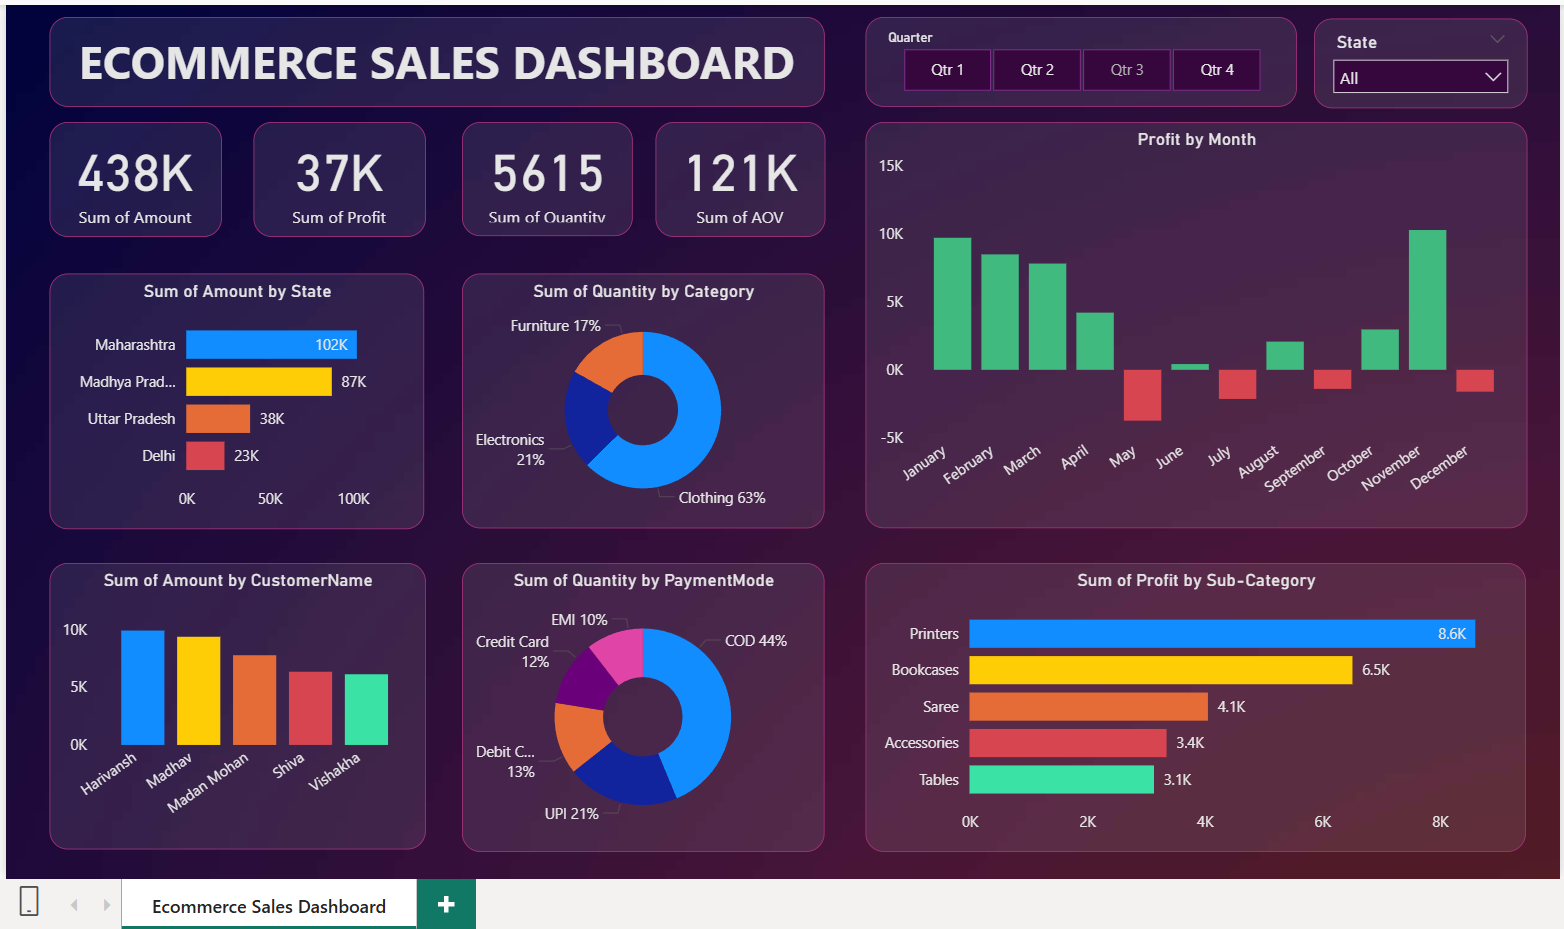 ECOMMERCE SALES DASHBOARD
Quarter
Qtr 1
Qtr 2
Qtr 3
Qtr 4
State
All
438K
Sum of Amount
37K
Sum of Profit
5615
Sum of Quantity
121K
Sum of AOV
Profit by Month
15K
10K
5K
0K
-5K
January
February
March
April
May
June
July
August
September
October
November
December
Sum of Amount by State
Maharashtra
102K
Madhya Prad...
87K
Uttar Pradesh
38K
Delhi
23K
0K
50K
100K
Sum of Quantity by Category
Furniture 17%
Electronics
21%
Clothing 63%
Sum of Amount by CustomerName
10K
5K
0K
Harivansh
Madhav
Madan Mohan
Shiva
Vishakha
Sum of Quantity by PaymentMode
EMI 10%
Credit Card
12%
COD 44%
Debit C...
13%
UPI 21%
Sum of Profit by Sub-Category
Printers
8.6K
Bookcases
6.5K
Saree
4.1K
Accessories
3.4K
Tables
3.1K
0K
2K
4K
6K
8K
Ecommerce Sales Dashboard